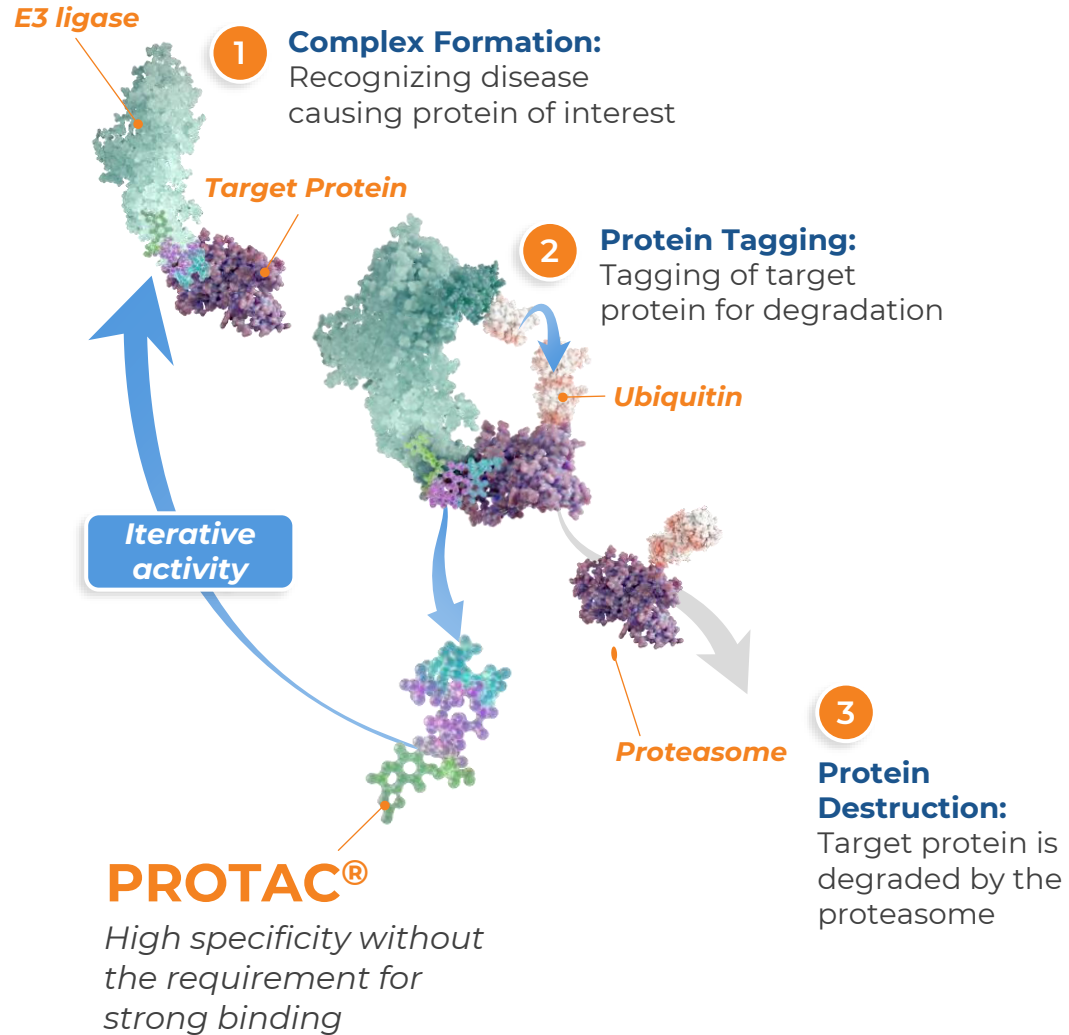 E3 ligase
1
Complex Formation:
Recognizing disease
causing protein of interest
Target Protein
2
Protein Tagging:
Tagging of target
protein for degradation
Ubiquitin
Iterative
activity
Proteasome
3
Protein
Destruction:
Target protein is
degraded by the
proteasome
PROTAC®
High specificity without
the requirement for
strong binding